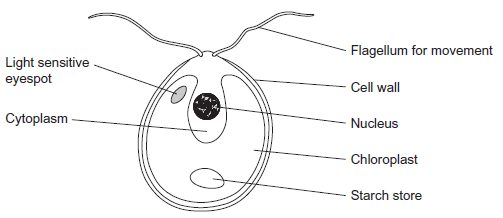 Light sensitive
eyespot
Cytoplasm
Flagellum for movement
Cell wall
Nucleus
Chloroplast
Starch store